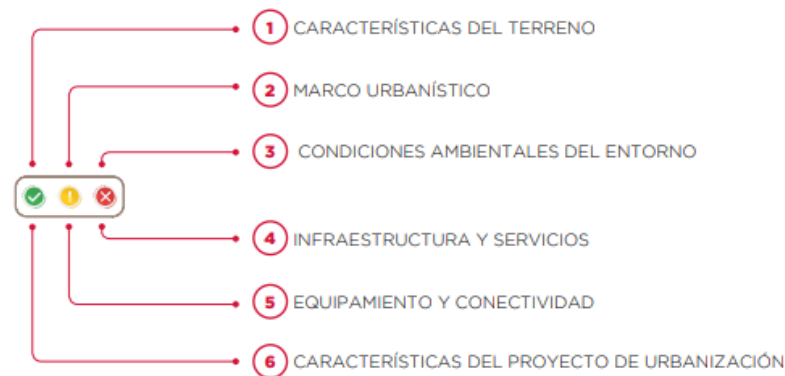 1 CARACTERÍSTICAS DEL TERRENO
2 MARCO URBANÍSTICO
3 CONDICIONES AMBIENTALES DEL ENTORNO
4 INFRAESTRUCTURA Y SERVICIOS
5 EQUIPAMIENTO Y CONECTIVIDAD
6 CARACTERÍSTICAS DEL PROYECTO DE URBANIZACIÓN